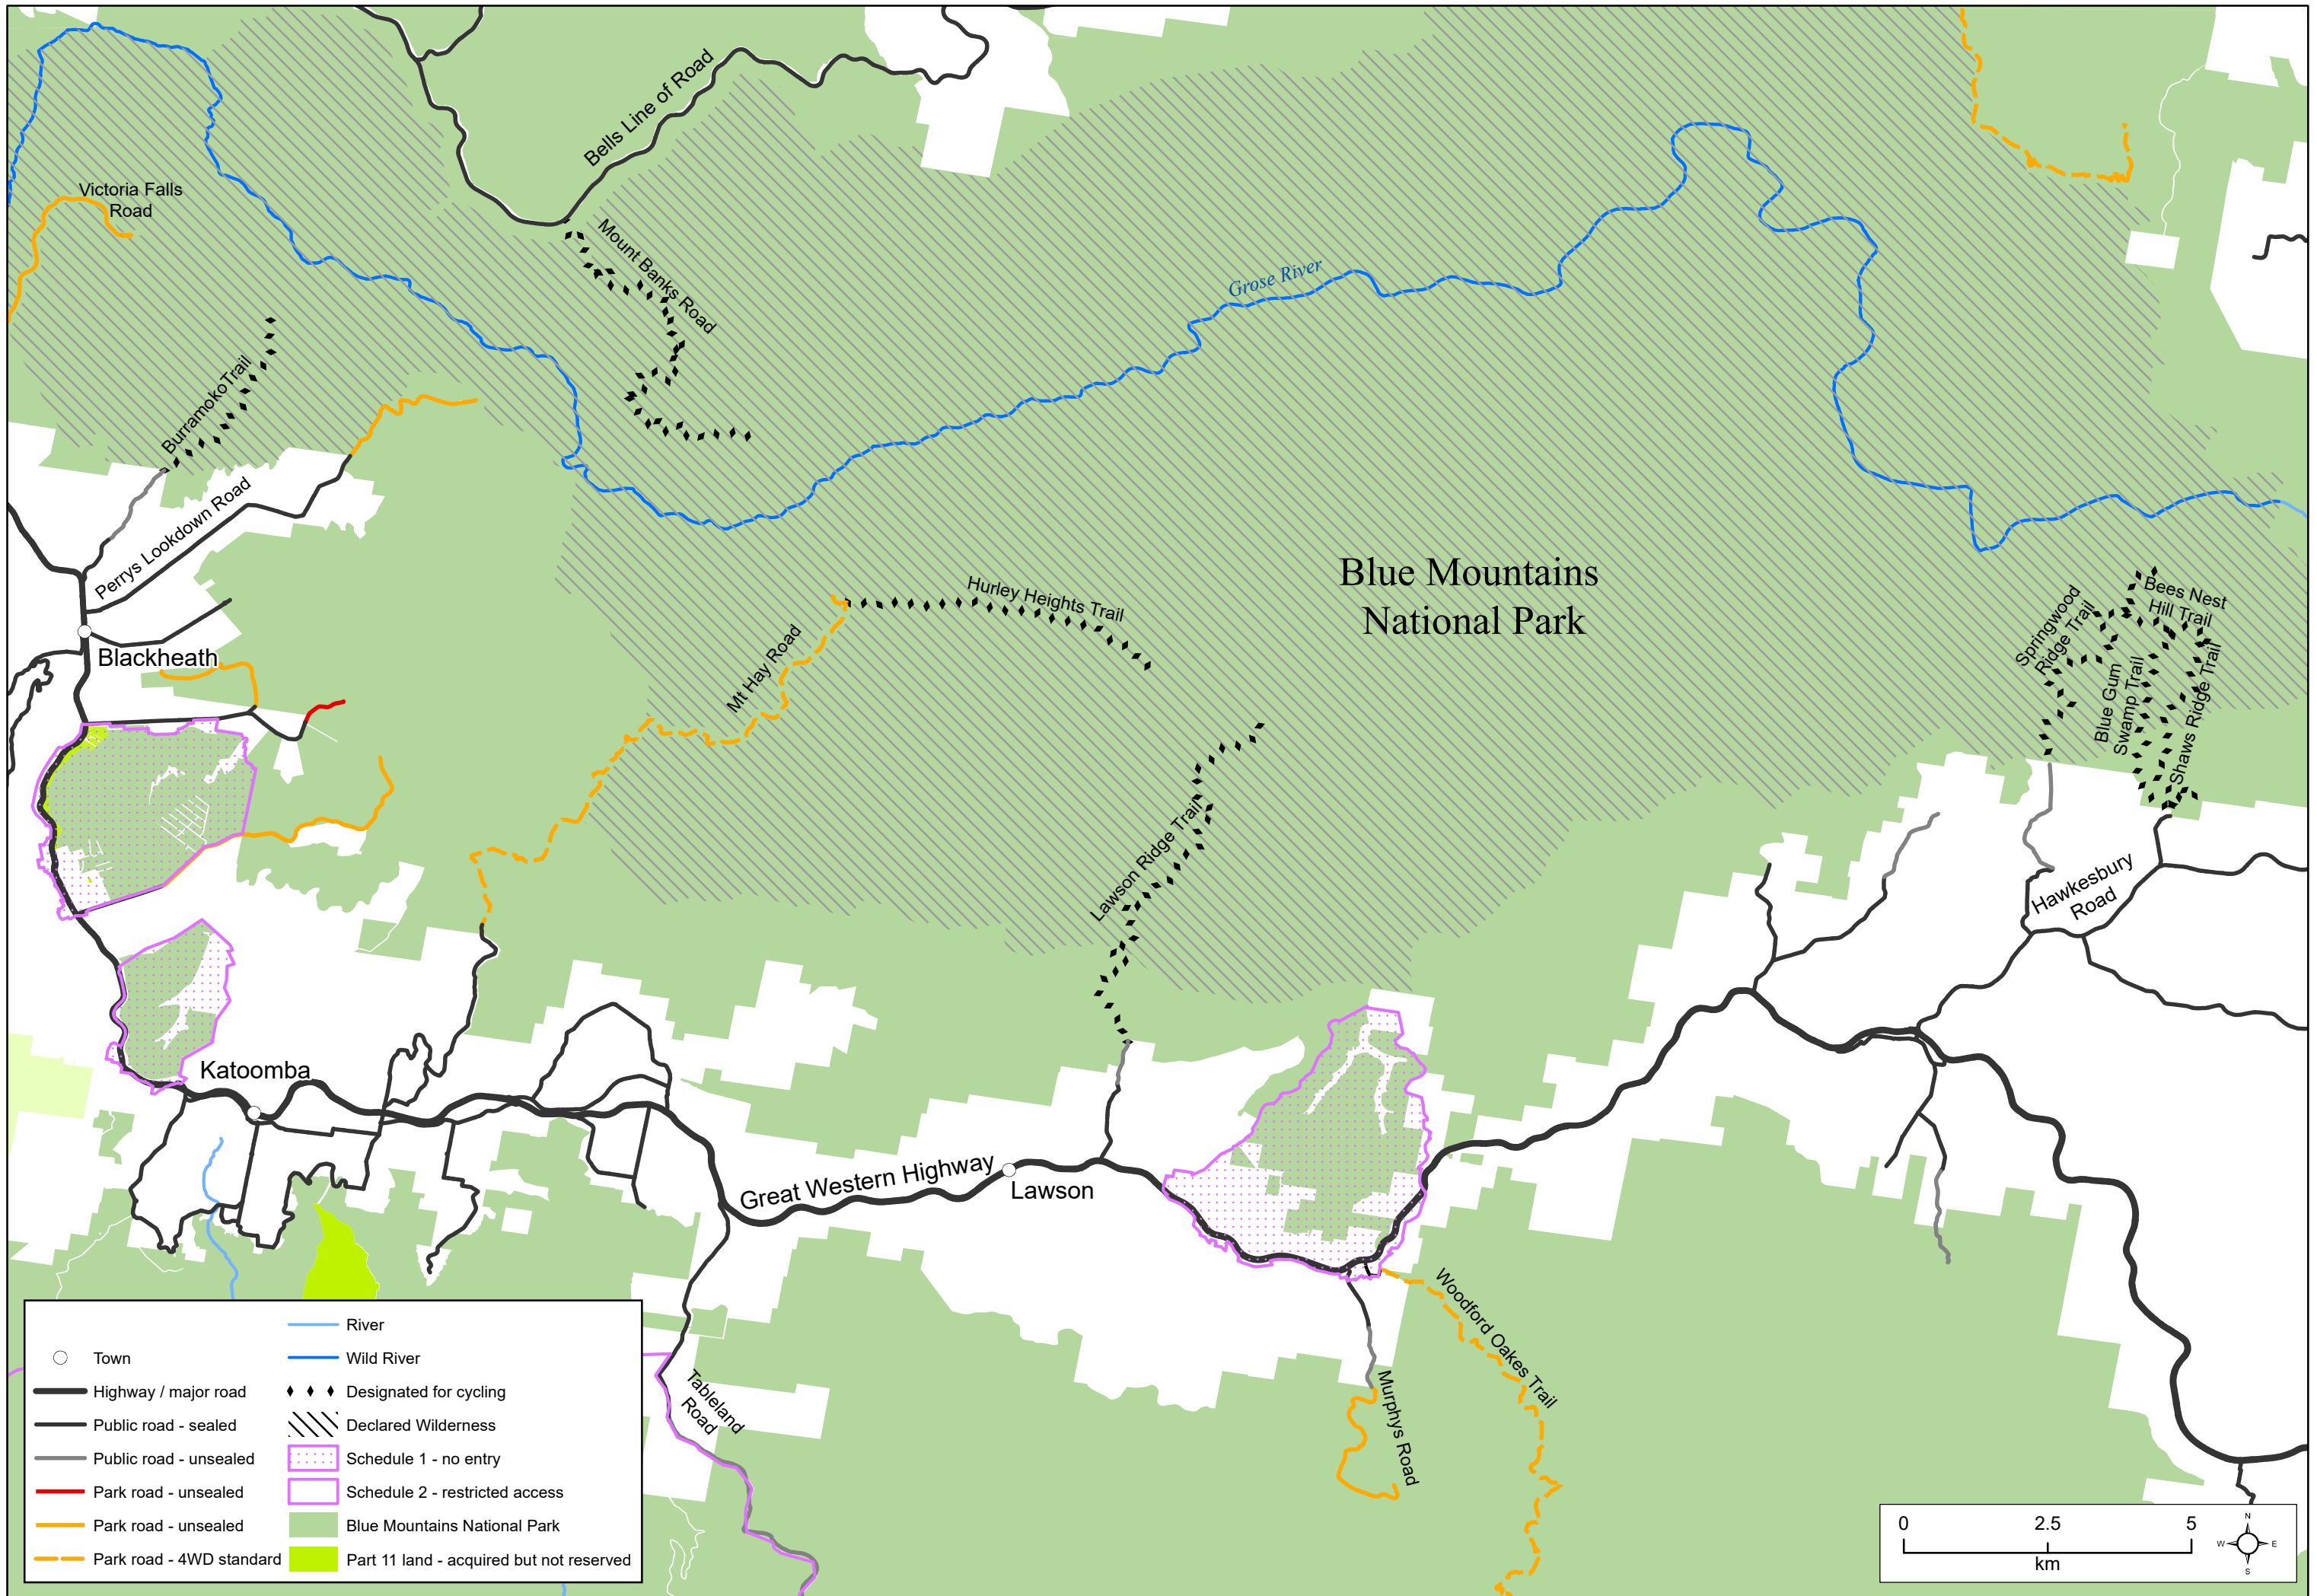 Bells Line of Road
Victoria Falls
Road
Mount Banks Road
Grose River
BurramokoTrail
Perrys Lookdown Road
Blue Mountains
National Park
Hurley Heights Trail
Mt Hay Road
Blackheath
Springwood
Ridge Trail
Bees Nest
Hill Trail
Blue Gum
Swamp Trail
Shaws Ridge Trail
Lawson Ridge Trail
Hawkesbury
Road
Katoomba
Great Western Highway
Lawson
Woodford Oakes Trail
Murphys Road
Tableland
Road
River
Town
Wild River
Highway / major road
Designated for cycling
Public road - sealed
Declared Wilderness
Public road - unsealed
Schedule 1 - no entry
Park road - unsealed
Schedule 2 - restricted access
Park road - unsealed
Blue Mountains National Park
Park road - 4WD standard
Part 11 land - acquired but not reserved
0 2.5 5
km
N
W E
S